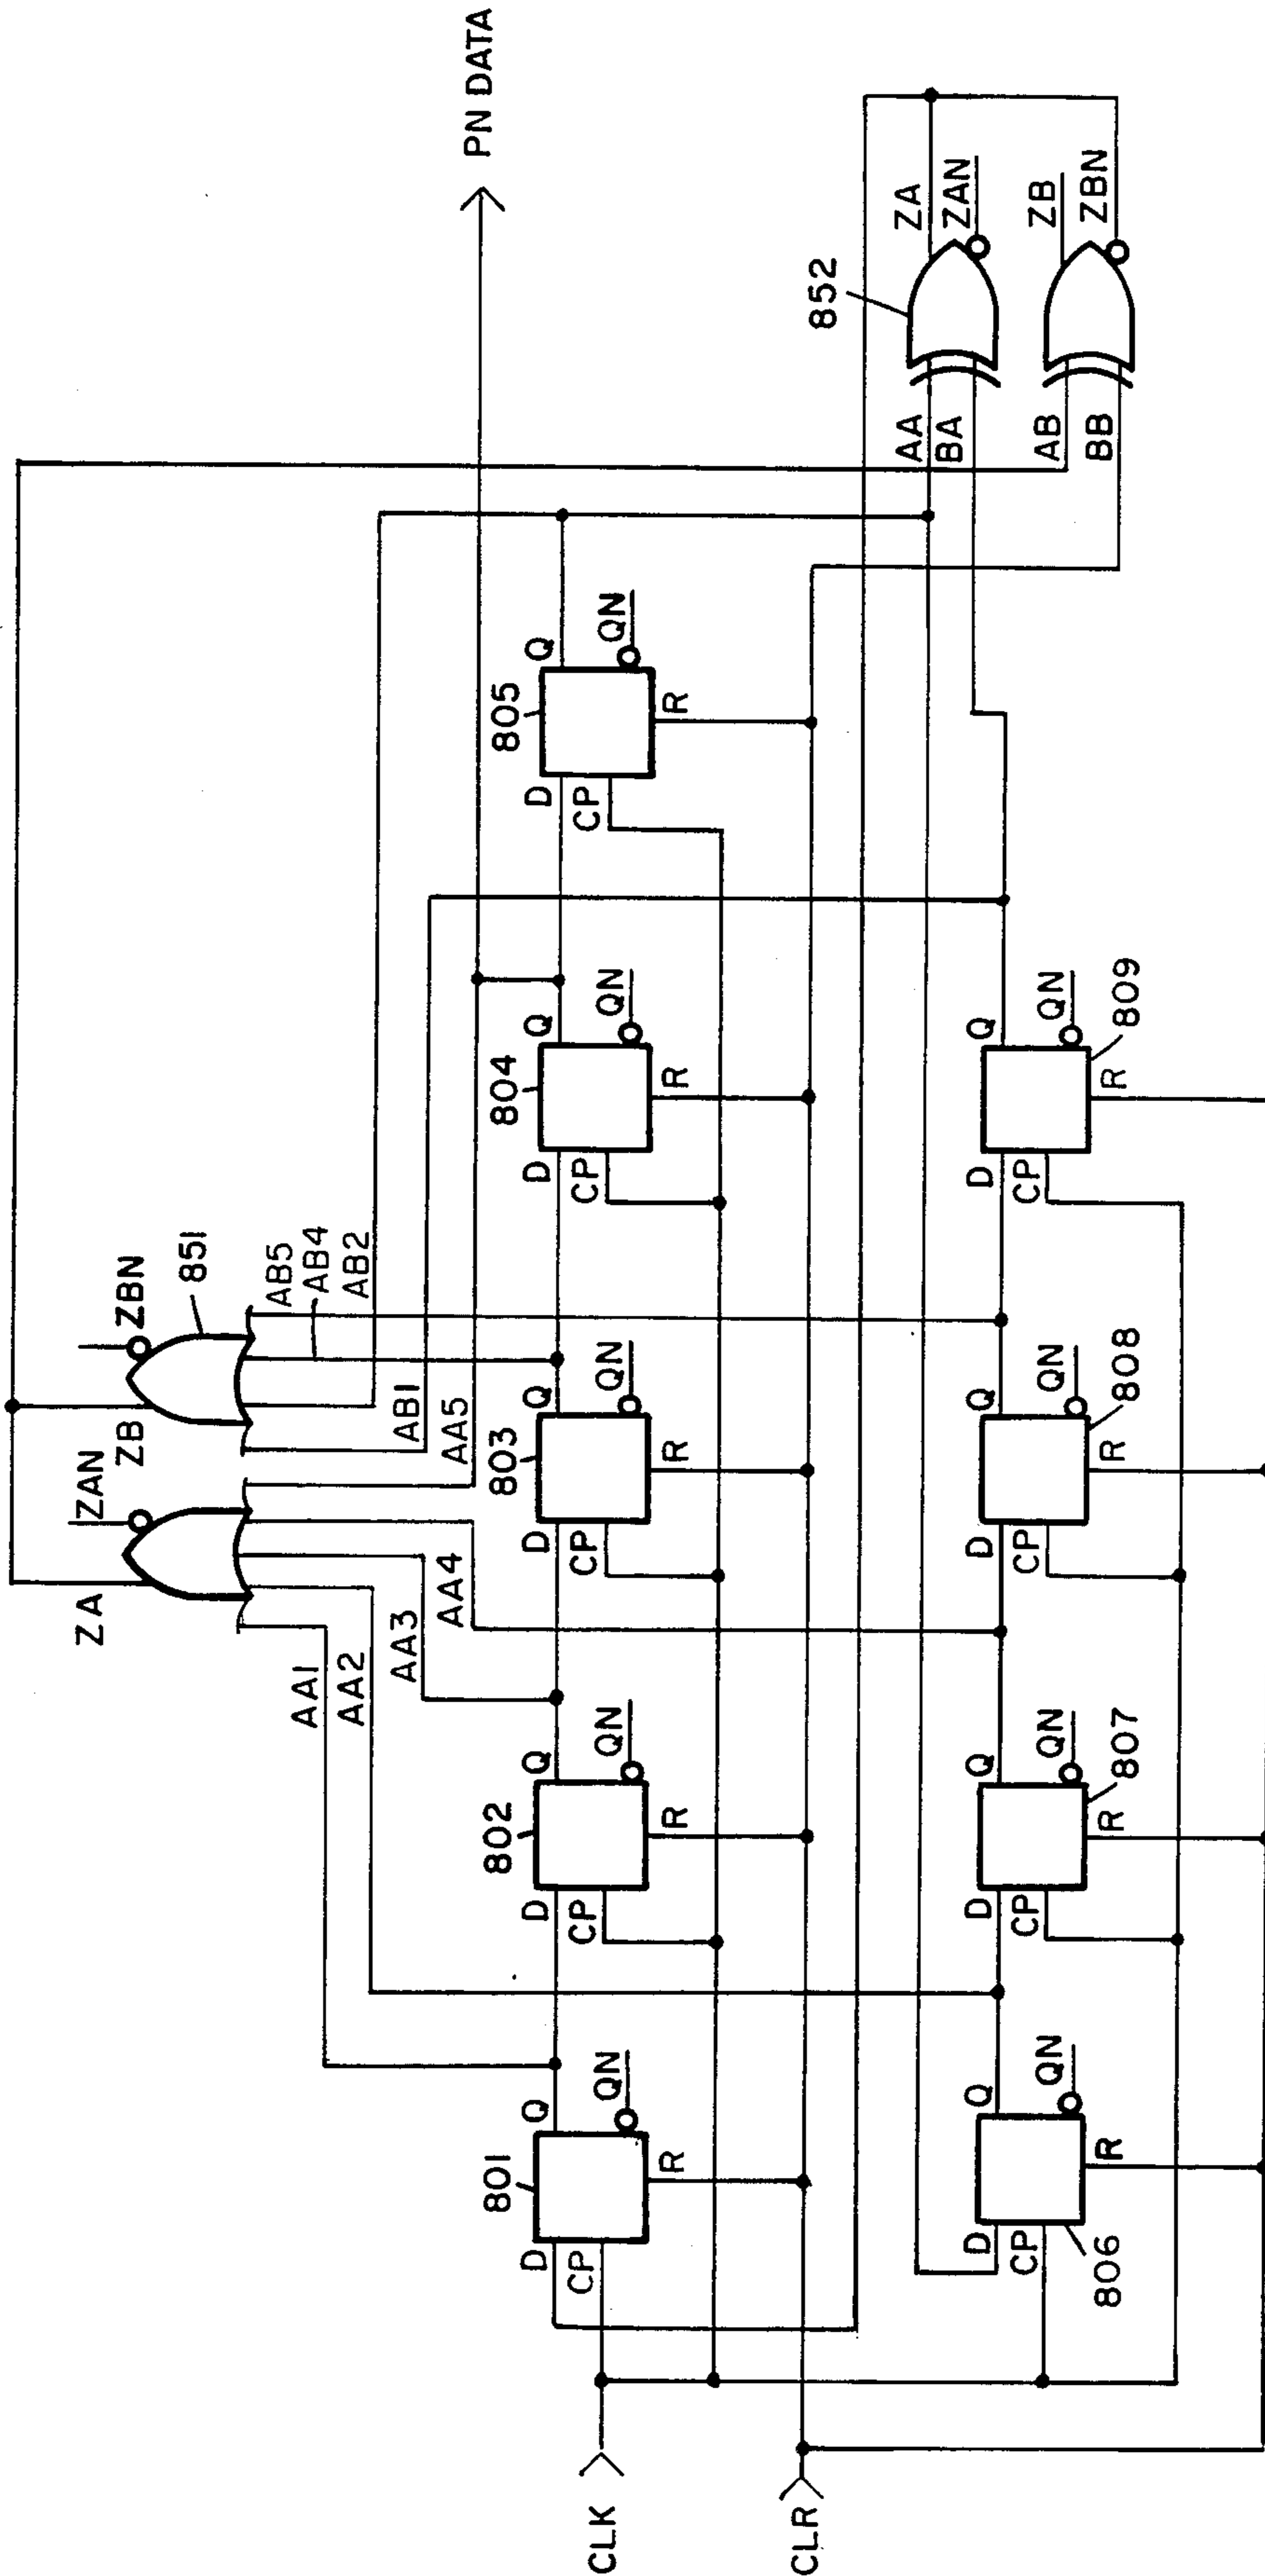 ZA
ZAN
ZB
ZBN
851
AA1
AA2
AA3
AA4
AA5
AB1
AB5
AB4
AB2
PN DATA
801
D
Q
CP
QN
R
802
D
Q
CP
QN
R
803
D
Q
CP
QN
R
804
D
Q
CP
QN
R
805
D
Q
CP
QN
R
CLK
CLR
806
D
Q
CP
QN
R
807
D
Q
CP
QN
R
808
D
Q
CP
QN
R
809
D
Q
CP
QN
R
852
AA
BA
ZA
ZAN
AB
BB
ZB
ZBN